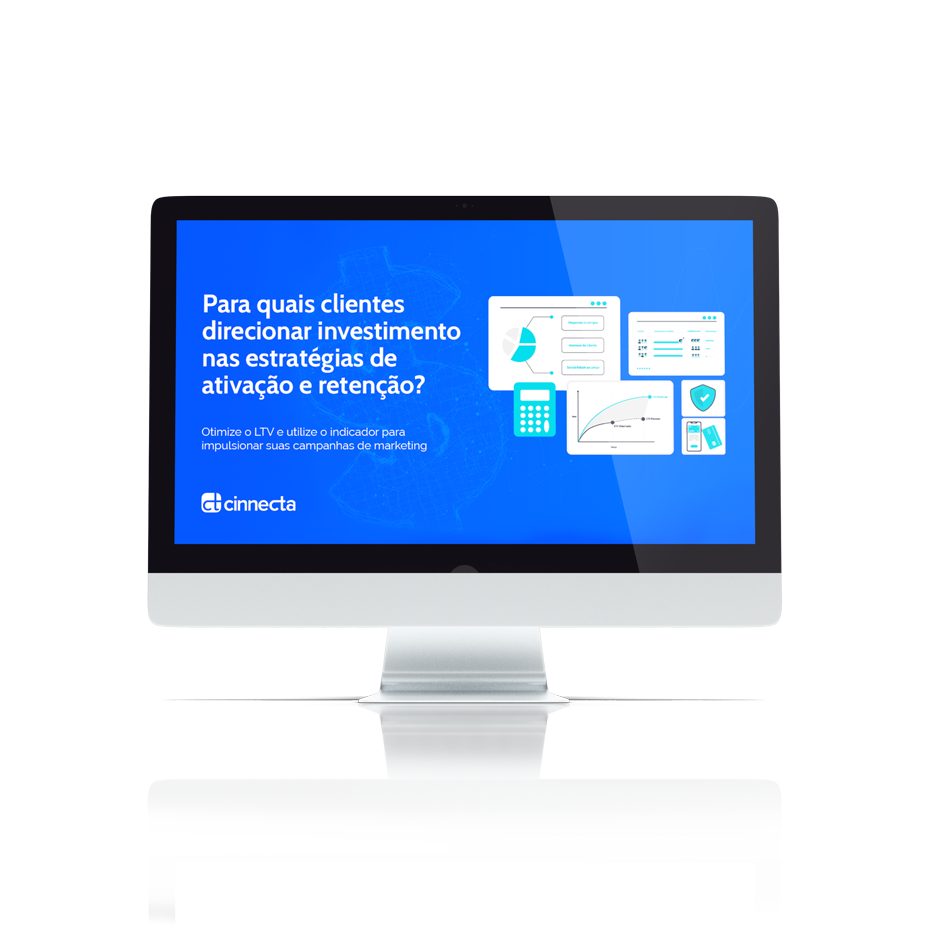 Para quais clientes
direcionar investimento
nas estratégias de
ativação e retenção?
Otimize o LTV e utilize o indicador para
impulsionar suas campanhas de marketing
cinnecta